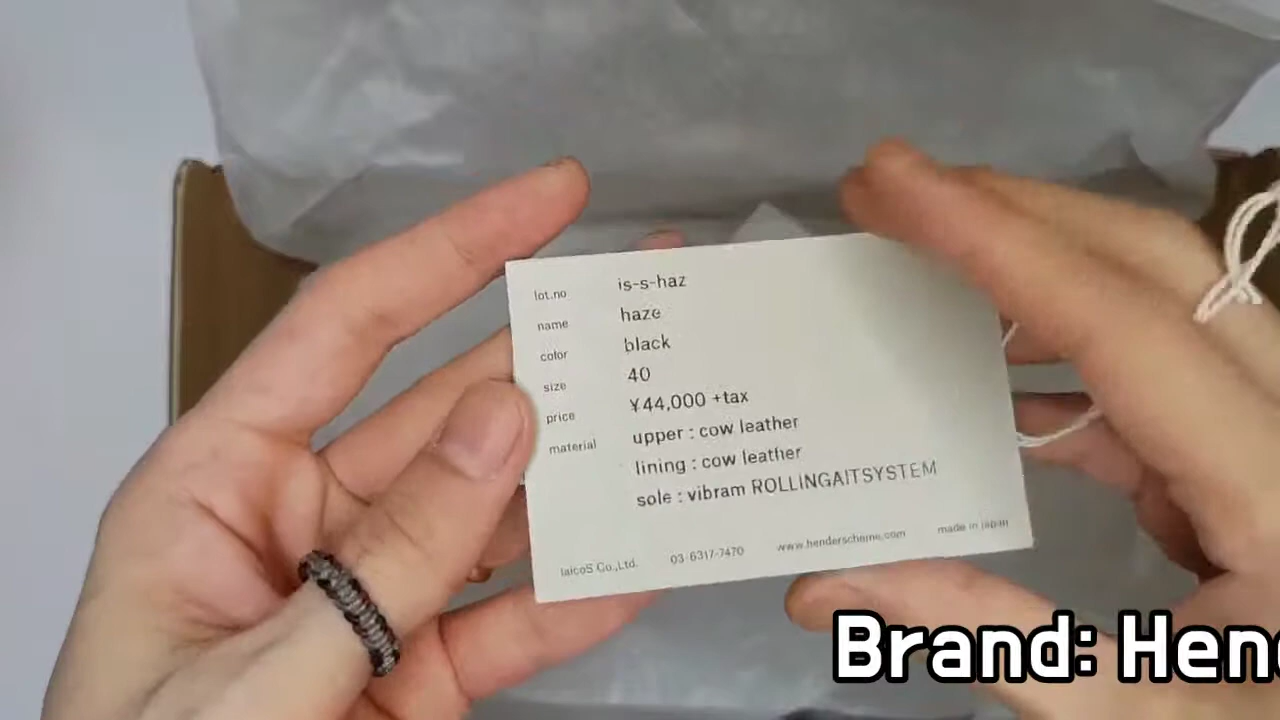 lot.no is-s-haz
name haze
color black
size 40
price ¥44,000 +tax
material upper : cow leather
lining : cow leather
sole : vibram ROLLINGAITSYSTEM
laicoS Co.,Ltd. 03-6317-7470 www.henderscheme.com made in japan
Brand: Hen